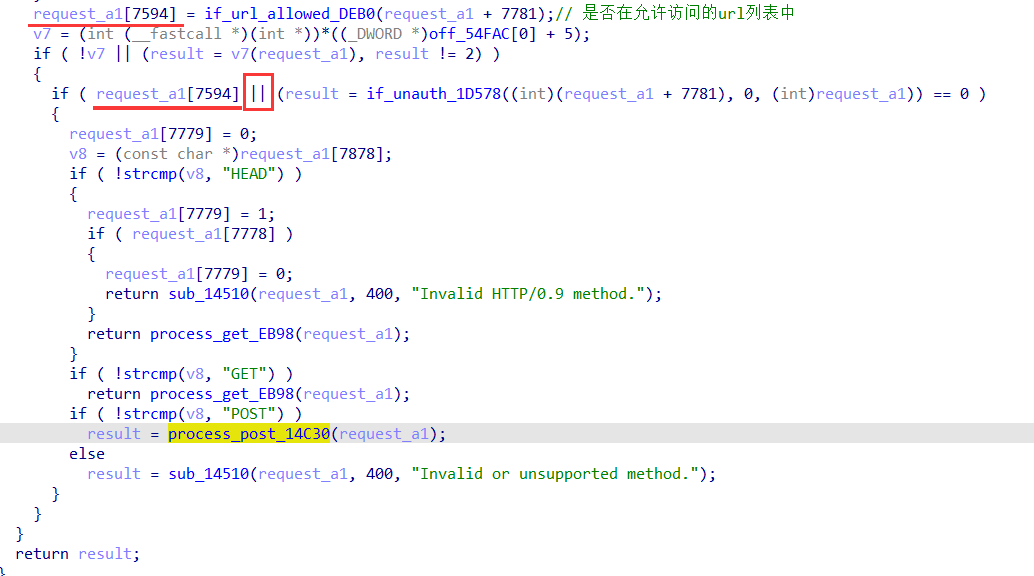 request_a1[7594] = if_url_allowed_DEB0(request_a1 + 7781);// 是否在允许访问的url列表中
v7 = (int (__fastcall *)(int *))*((_DWORD *)off_54FAC[0] + 5);
if ( !v7 || (result = v7(request_a1), result != 2) )
{
if ( request_a1[7594] || (result = if_unauth_1D578((int)(request_a1 + 7781), 0, (int)request_a1)) == 0 )
{
request_a1[7779] = 0;
v8 = (const char *)request_a1[7878];
if ( !strcmp(v8, "HEAD") )
{
request_a1[7779] = 1;
if ( request_a1[7778] )
{
request_a1[7779] = 0;
return sub_14510(request_a1, 400, "Invalid HTTP/0.9 method.");
}
return process_get_EB98(request_a1);
}
if ( !strcmp(v8, "GET") )
return process_get_EB98(request_a1);
if ( !strcmp(v8, "POST") )
result = process_post_14C30(request_a1);
else
result = sub_14510(request_a1, 400, "Invalid or unsupported method.");
}
}
}
return result;
}